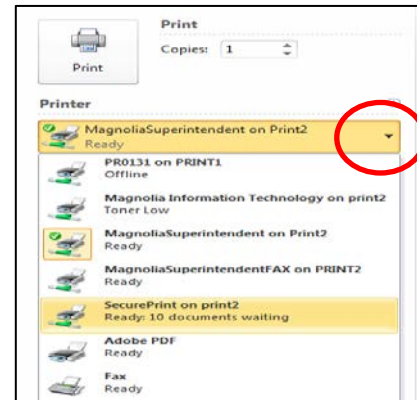 Print
Copies: 1
Print
Printer
MagnoliaSuperintendent on Print2
Ready
PR0131 on PRINT1
Offline
Magnolia Information Technology on print2
Toner Low
MagnoliaSuperintendent on Print2
Ready
MagnoliaSuperintendentFAX on PRINT2
Ready
SecurePrint on print2
Ready: 10 documents waiting
Adobe PDF
Ready
Fax
Ready